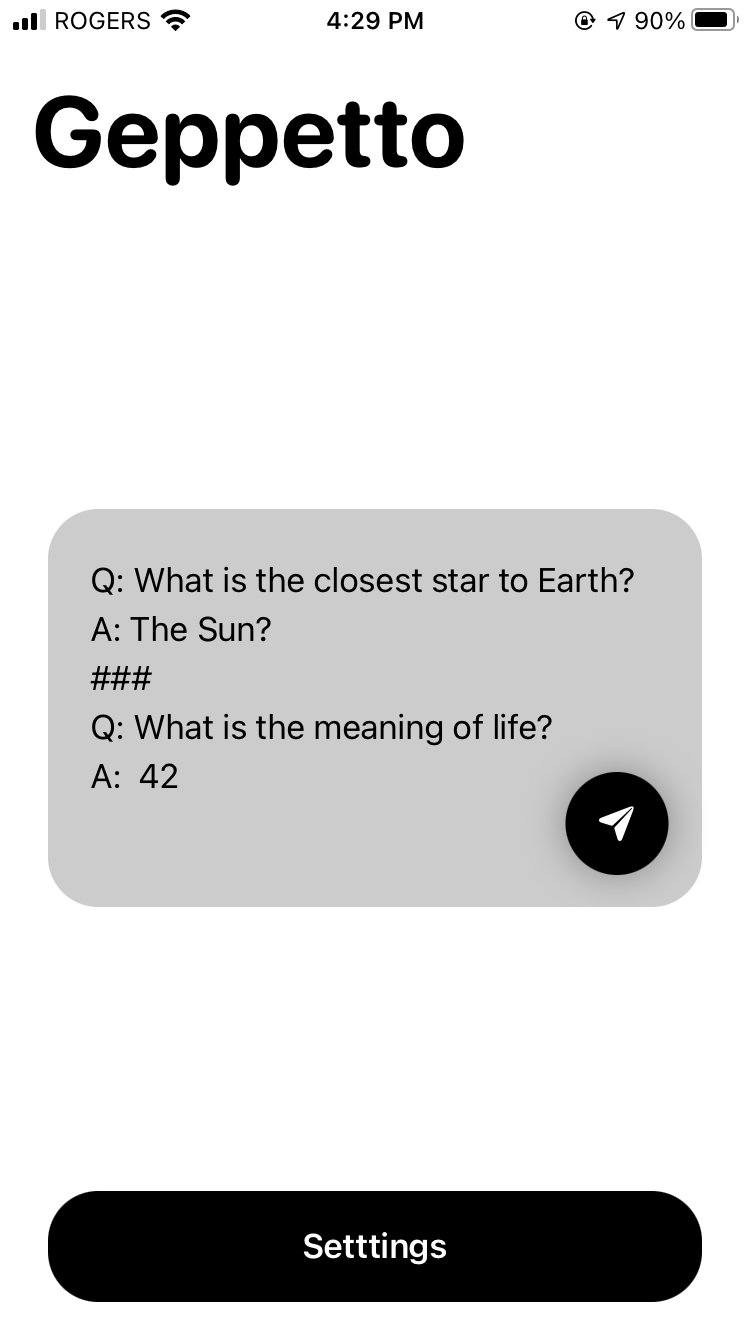 ROGERS 4:29 PM 90%
Geppetto
Q: What is the closest star to Earth?
A: The Sun?
###
Q: What is the meaning of life?
A:  42
Setttings